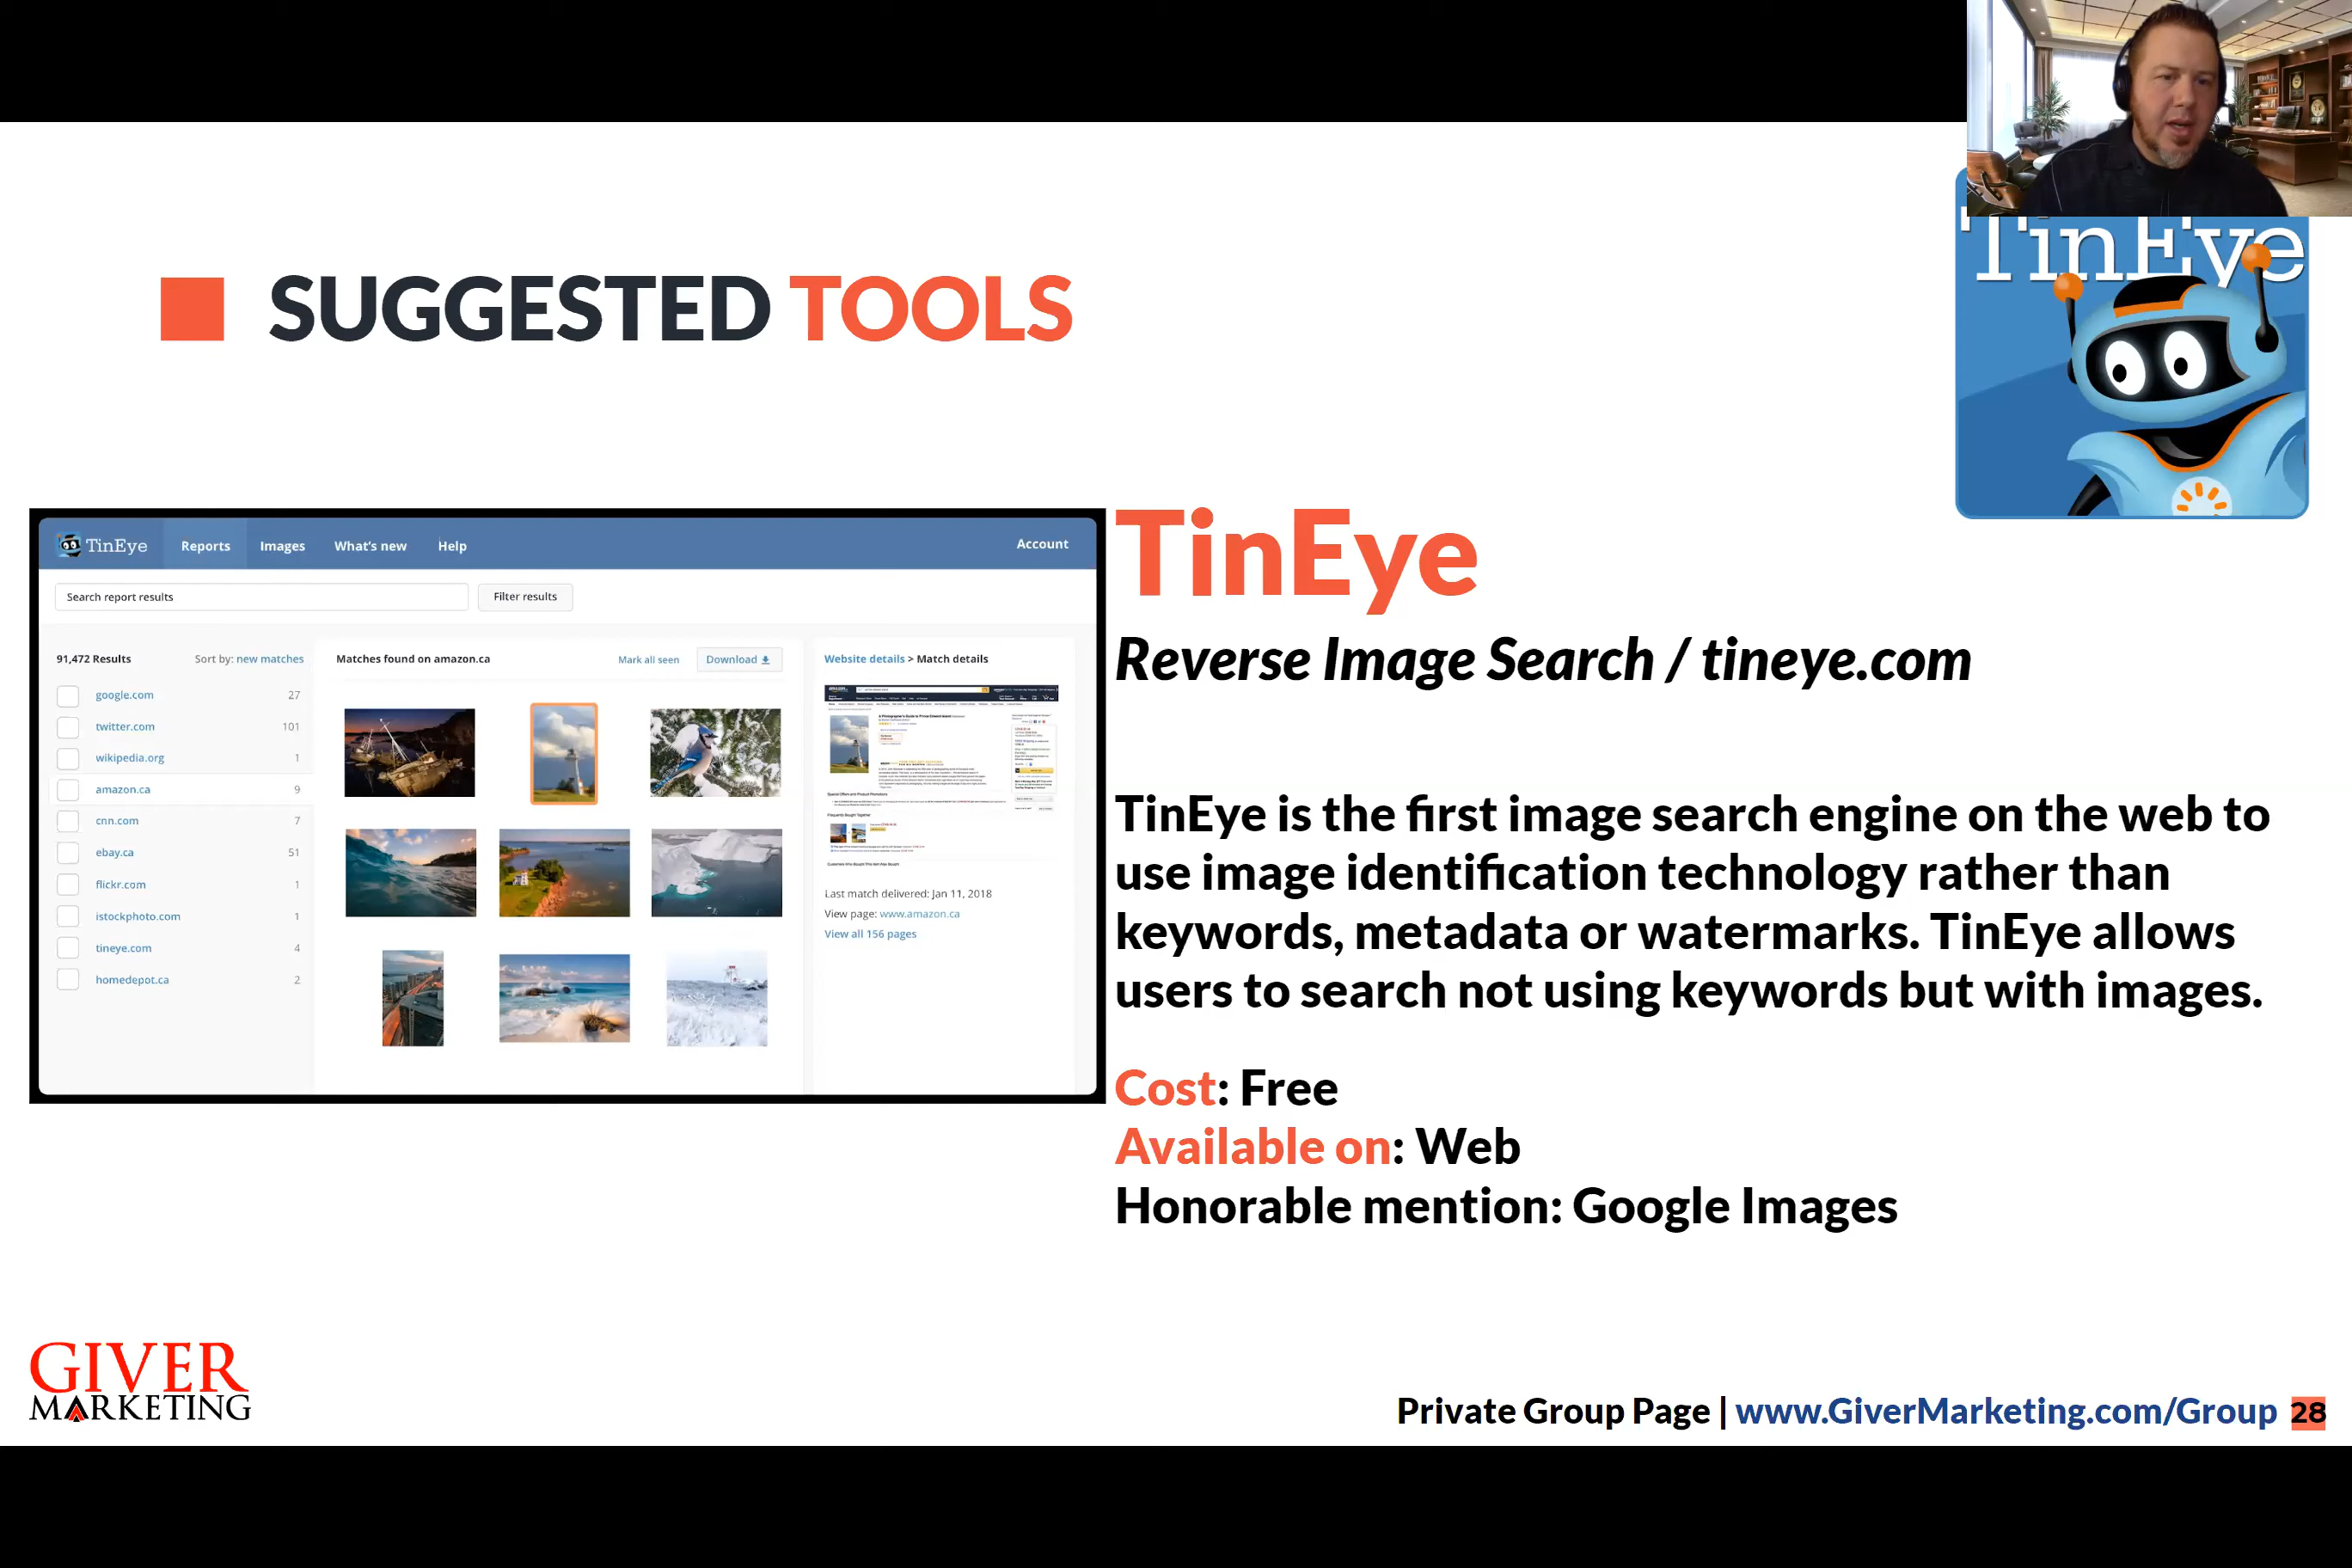 TinEye
SUGGESTED TOOLS
TinEye
Reports
Images
What's new
Help
Account
Search report results
Filter results
91,472 Results
Sort by: new matches
google.com 27
twitter.com 101
wikipedia.org 1
amazon.ca 9
cnn.com 7
ebay.ca 51
flickr.com 1
istockphoto.com 1
tineye.com 4
homedepot.ca 2
Matches found on amazon.ca
Mark all seen
Download
Website details > Match details
Last match delivered: Jan 11, 2018
View page: www.amazon.ca
View all 156 pages
TinEye
Reverse Image Search / tineye.com
TinEye is the first image search engine on the web to
use image identification technology rather than
keywords, metadata or watermarks. TinEye allows
users to search not using keywords but with images.
Cost: Free
Available on: Web
Honorable mention: Google Images
GIVER
MARKETING
Private Group Page | www.GiverMarketing.com/Group 28